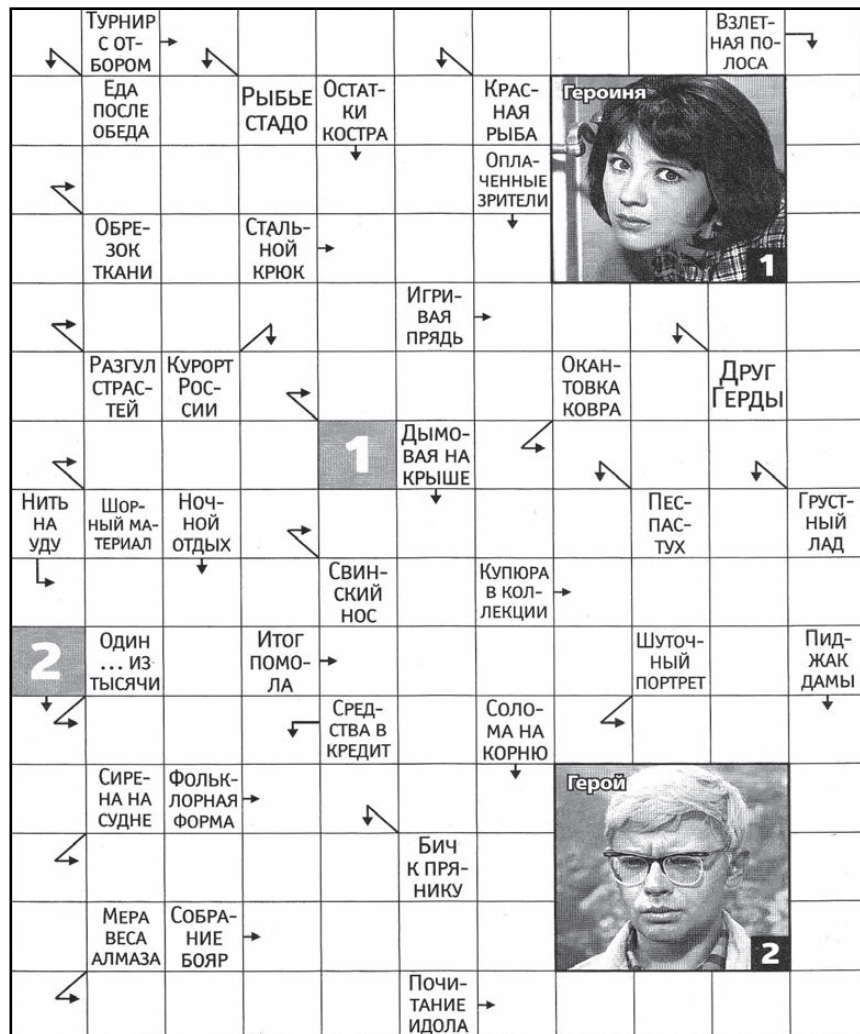 Турнир
с от-
бором
Взлет-
ная по-
лоса
Еда
после
обеда
Рыбье
стадо
Остат-
ки
костра
Крас-
ная
рыба
Героиня
1
Опла-
ченные
зрители
Обре-
зок
ткани
Сталь-
ной
крюк
Игри-
вая
прядь
Разгул
страс-
тей
Курорт
Рос-
сии
Окан-
товка
ковра
Друг
Герды
1
Дымо-
вая на
крыше
Нить
на
уду
Шор-
ный ма-
териал
Ноч-
ной
отдых
Пес-
пас-
тух
Груст-
ный
лад
Свин-
ский
нос
Купюра
в кол-
лекции
2
Один
... из
тысячи
Итог
помо-
ла
Шуточ-
ный
портрет
Пид-
жак
дамы
Сред-
ства в
кредит
Соло-
ма на
корню
Сире-
на на
судне
Фольк-
лорная
форма
Герой
2
Бич
к пря-
нику
Мера
веса
алмаза
Собра-
ние
бояр
Почи-
тание
идола